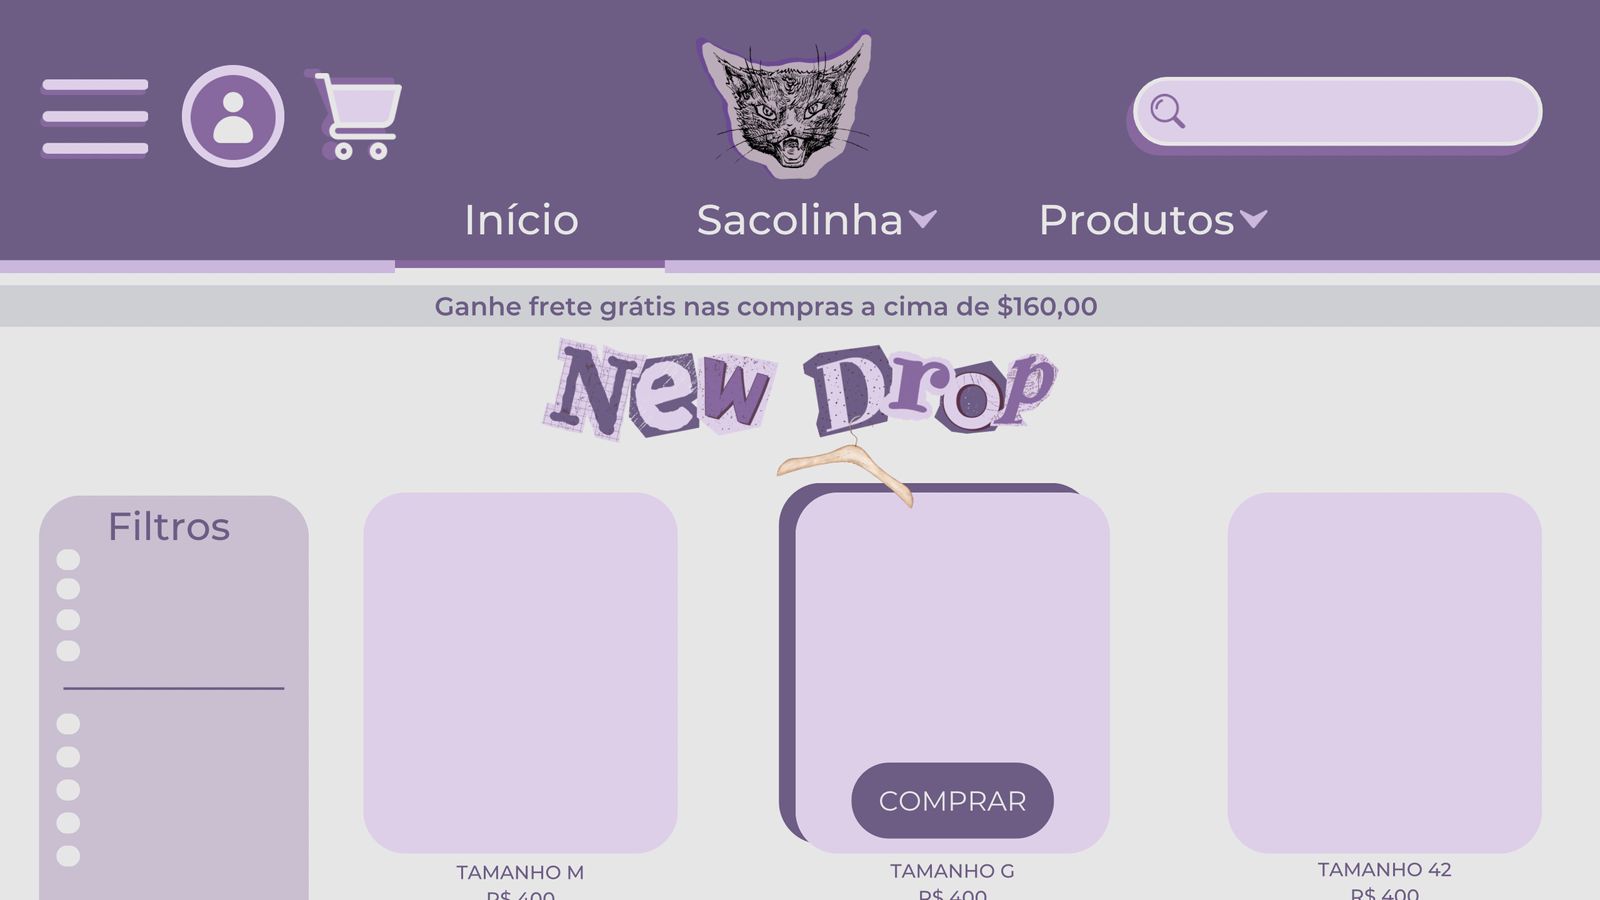 Início
Sacolinha
Produtos
Ganhe frete grátis nas compras a cima de $160,00
New Drop
Filtros
COMPRAR
TAMANHO M
R$ 400
TAMANHO G
R$ 400
TAMANHO 42
R$ 400